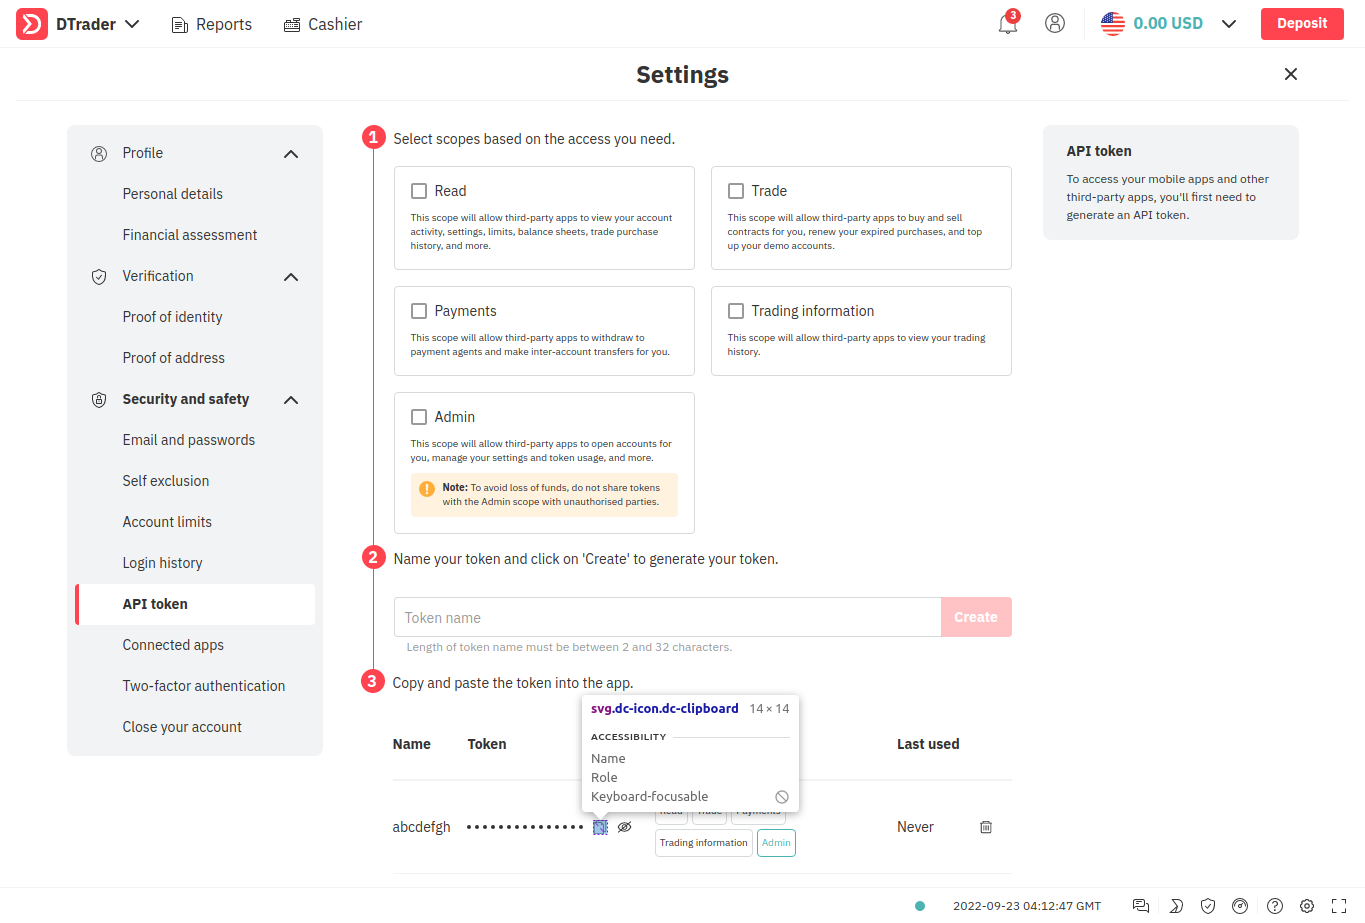 DTrader
Reports
Cashier
3
0.00 USD
Deposit
Settings
Profile
Personal details
Financial assessment
Verification
Proof of identity
Proof of address
Security and safety
Email and passwords
Self exclusion
Account limits
Login history
API token
Connected apps
Two-factor authentication
Close your account
1
Select scopes based on the access you need.
Read
This scope will allow third-party apps to view your account
activity, settings, limits, balance sheets, trade purchase
history, and more.
Trade
This scope will allow third-party apps to buy and sell
contracts for you, renew your expired purchases, and top
up your demo accounts.
Payments
This scope will allow third-party apps to withdraw to
payment agents and make inter-account transfers for you.
Trading information
This scope will allow third-party apps to view your trading
history.
Admin
This scope will allow third-party apps to open accounts for
you, manage your settings and token usage, and more.
Note: To avoid loss of funds, do not share tokens
with the Admin scope with unauthorised parties.
2
Name your token and click on 'Create' to generate your token.
Token name
Create
Length of token name must be between 2 and 32 characters.
3
Copy and paste the token into the app.
svg.dc-icon.dc-clipboard 14 × 14
ACCESSIBILITY
Name
Role
Keyboard-focusable
Name
Token
Last used
abcdefgh
Read
Trade
Payments
Trading information
Admin
Never
API token
To access your mobile apps and other
third-party apps, you'll first need to
generate an API token.
2022-09-23 04:12:47 GMT